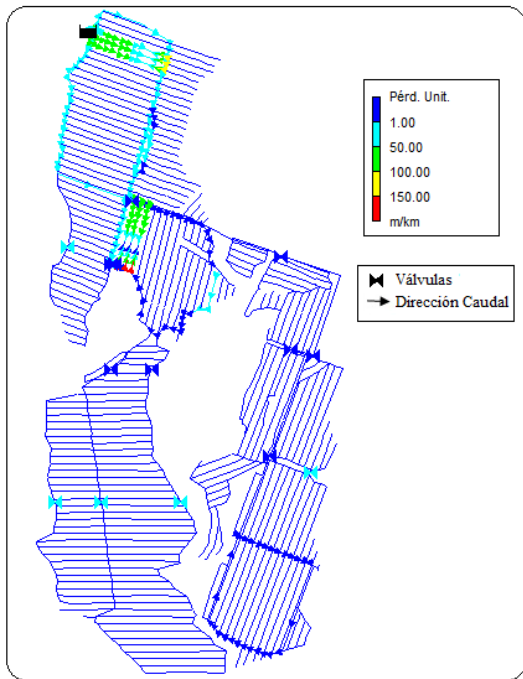 Pérd. Unit.
1.00
50.00
100.00
150.00
m/km
Válvulas
Dirección Caudal